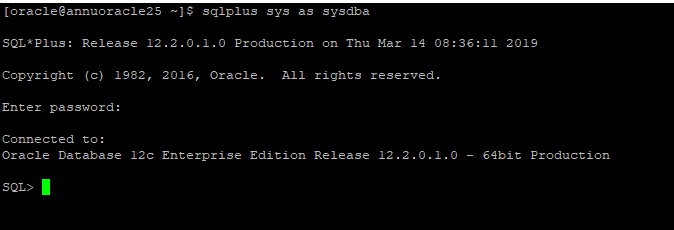 [oracle@annuoracle25 ~]$ sqlplus sys as sysdba
SQL*Plus: Release 12.2.0.1.0 Production on Thu Mar 14 08:36:11 2019
Copyright (c) 1982, 2016, Oracle.  All rights reserved.
Enter password:
Connected to:
Oracle Database 12c Enterprise Edition Release 12.2.0.1.0 - 64bit Production
SQL>